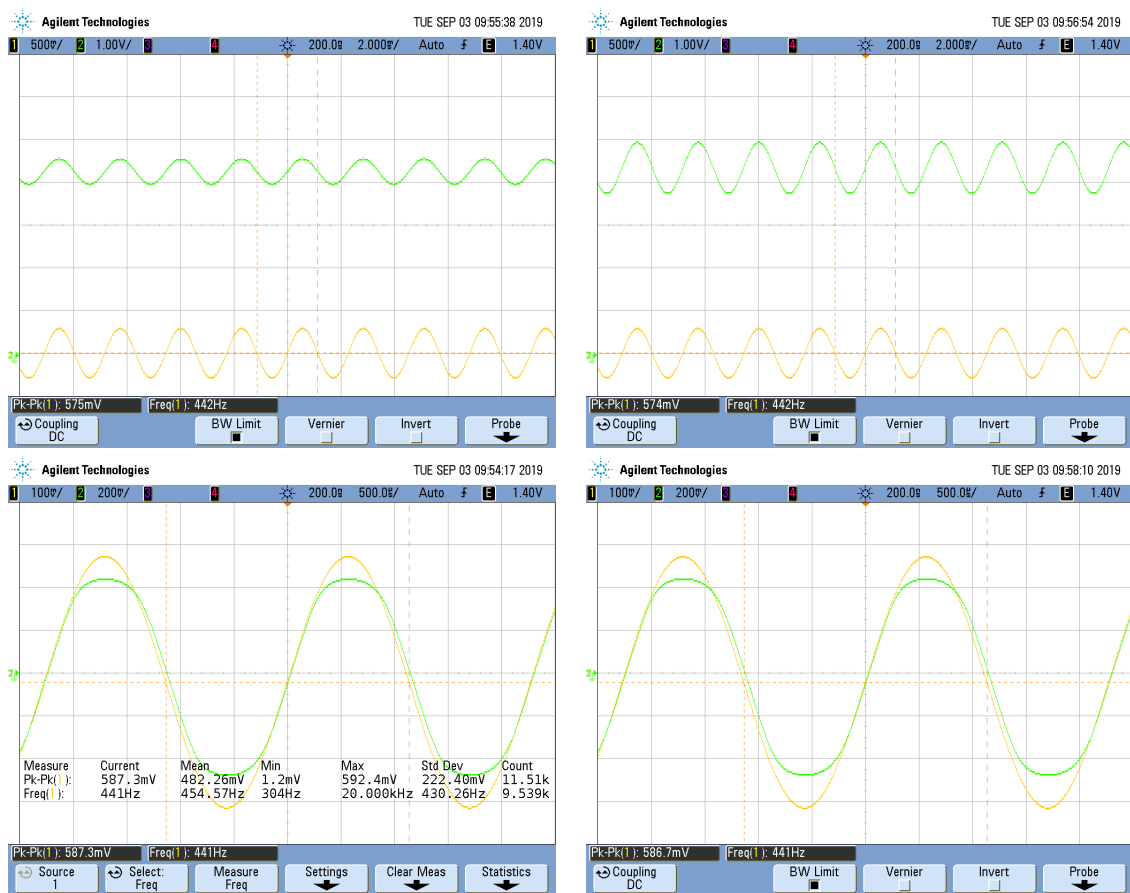 Agilent Technologies TUE SEP 03 09:55:38 2019
1 500mV/ 2 1.00V/ 3 4 200.0ms 2.000ms/ Auto E 1.40V
2
Pk-Pk(1): 575mV Freq(1): 442Hz
Coupling DC BW Limit Vernier Invert Probe
Agilent Technologies TUE SEP 03 09:56:54 2019
1 500mV/ 2 1.00V/ 3 4 200.0ms 2.000ms/ Auto E 1.40V
2
Pk-Pk(1): 574mV Freq(1): 442Hz
Coupling DC BW Limit Vernier Invert Probe
Agilent Technologies TUE SEP 03 09:54:17 2019
1 100mV/ 2 200mV/ 3 4 500.0 Auto E 1.40V
2
Measure Current Mean Min Max Std Dev Count
Pk-Pk(1): 587.3mV 482.26mV 1.2mV 592.4mV 222.40mV 11.51k
Freq(1): 441Hz 454.57Hz 304Hz 20.000kHz 430.26Hz 9.539k
Pk-Pk(1): 587.3mV Freq(1): 441Hz
Source 1 Select: Freq Measure Freq Settings Clear Meas Statistics
Agilent Technologies TUE SEP 03 09:58:10 2019
1 100mV/ 2 200mV/ 3 4 500.0 Auto E 1.40V
2
Pk-Pk(1): 586.7mV Freq(1): 441Hz
Coupling DC BW Limit Vernier Invert Probe